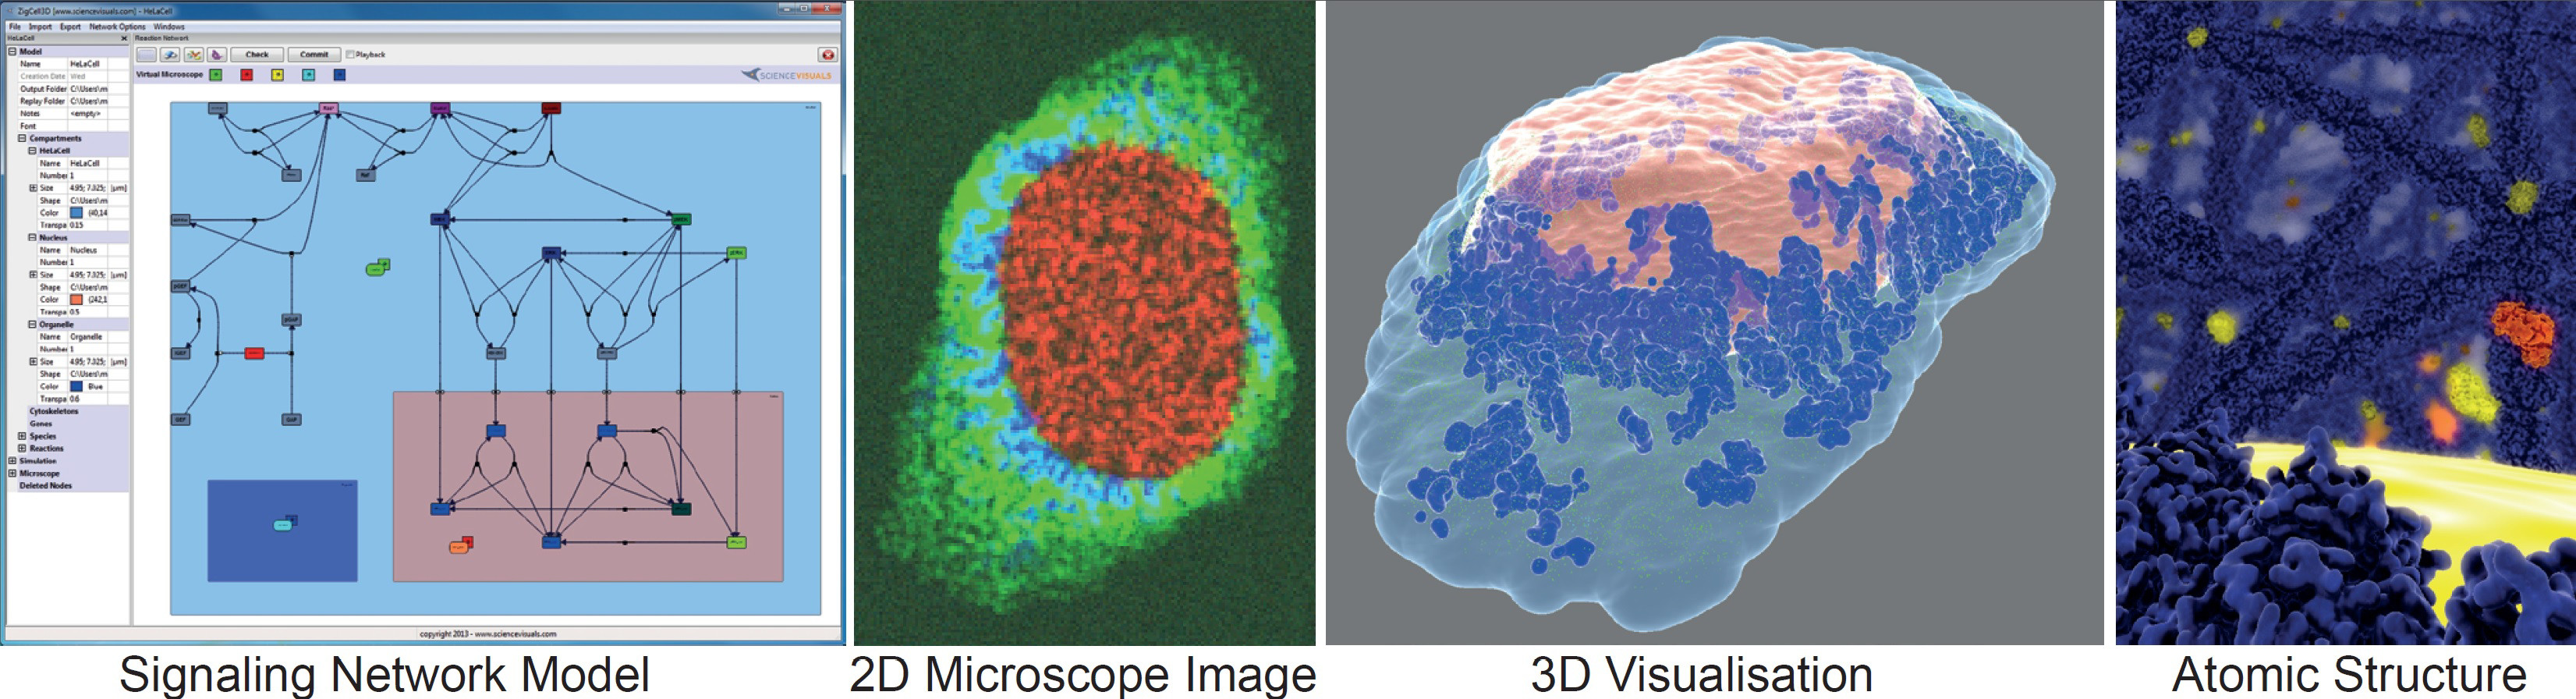 ZigCell3D [www.sciencevisuals.com] - HeLaCell
File Import Export Network Options Windows
HeLaCell
Reaction Network
Check Commit Playback
Virtual Microscope
SCIENCEVISUALS
Model
Name HeLaCell
Creation Date Wed
Output Folder C:\Users\m
Replay Folder C:\Users\m
Notes <empty>
Font
Compartments
HeLaCell
Name HeLaCell
Number 1
Size 4.95; 7.325; [µm]
Shape C:\Users\m
Color (40,14
Transpa 0.15
Nucleus
Name Nucleus
Number 1
Size 4.95; 7.325; [µm]
Shape C:\Users\m
Color (242,1
Transpa 0.5
Organelle
Name Organelle
Number 1
Size 4.95; 7.325; [µm]
Shape C:\Users\m
Color Blue
Transpa 0.6
Cytoskeletons
Genes
Species
Reactions
Simulation
Microscope
Deleted Nodes
copyright 2013 - www.sciencevisuals.com
Signaling Network Model
2D Microscope Image
3D Visualisation
Atomic Structure